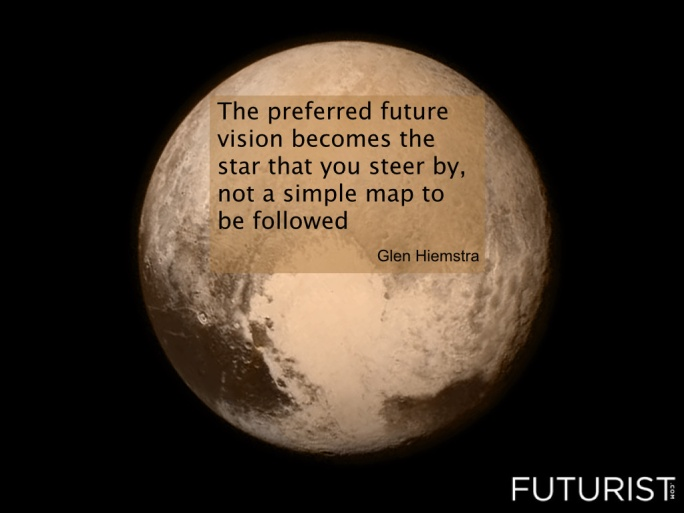 The preferred future
vision becomes the
star that you steer by,
not a simple map to
be followed
Glen Hiemstra
FUTURIST.COM